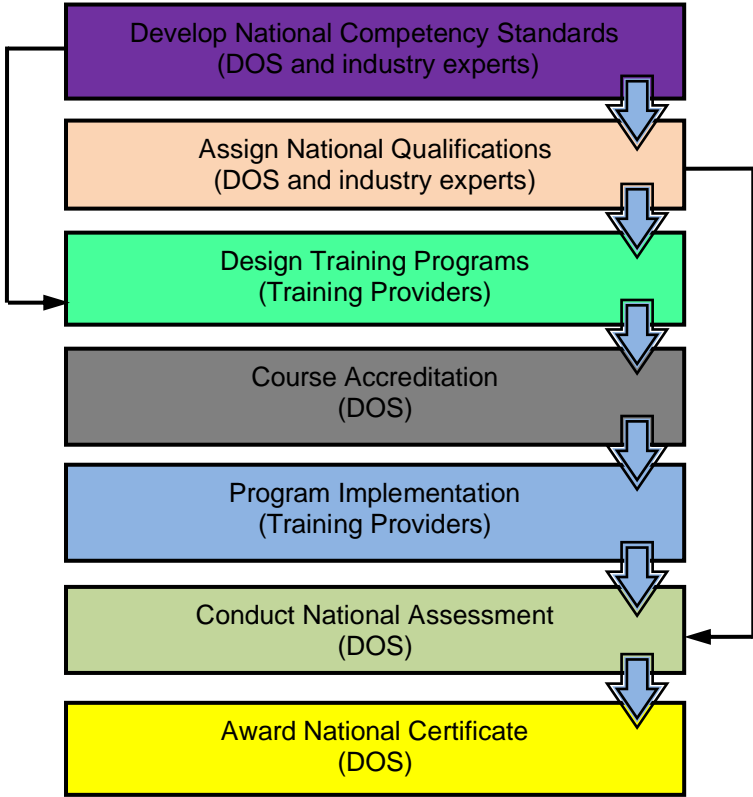 Develop National Competency Standards
(DOS and industry experts)
Assign National Qualifications
(DOS and industry experts)
Design Training Programs
(Training Providers)
Course Accreditation
(DOS)
Program Implementation
(Training Providers)
Conduct National Assessment
(DOS)
Award National Certificate
(DOS)